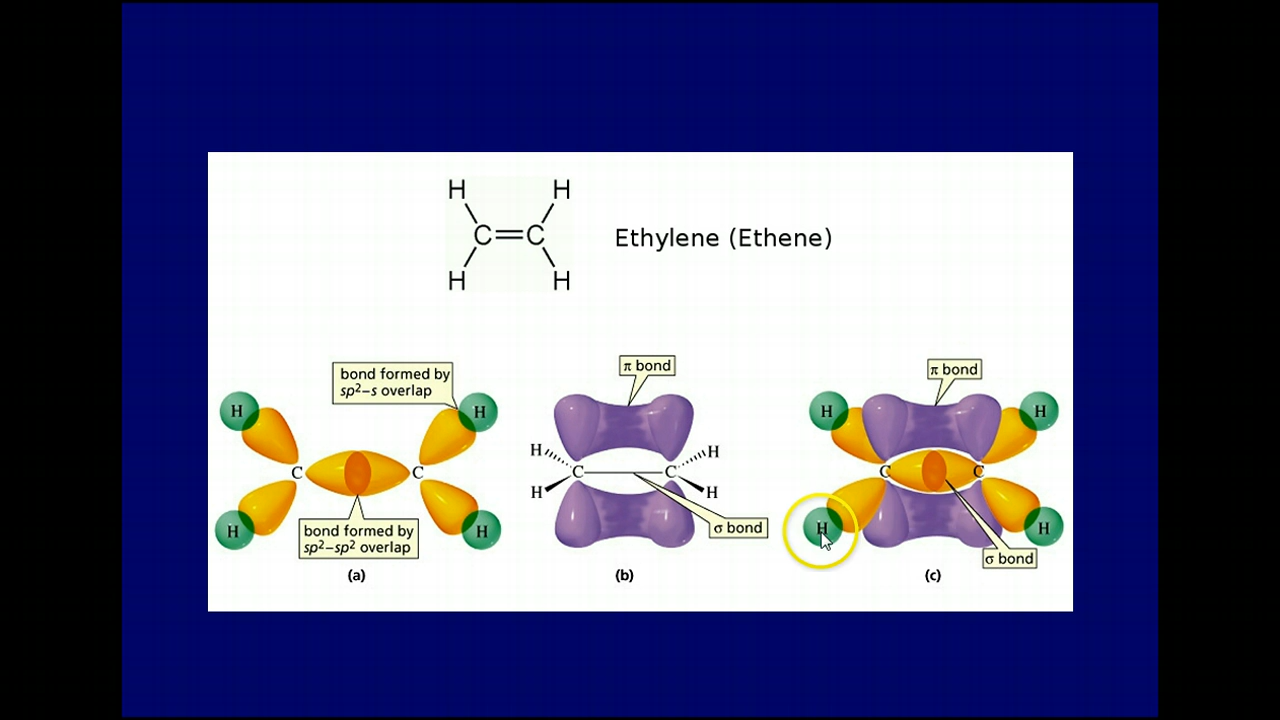 H H
C=C
H H
Ethylene (Ethene)
bond formed by
sp²–s overlap
H H
C C
H H
bond formed by
sp²–sp² overlap
(a)
π bond
H H
C C
H H
σ bond
(b)
π bond
H H
C C
H H
σ bond
(c)